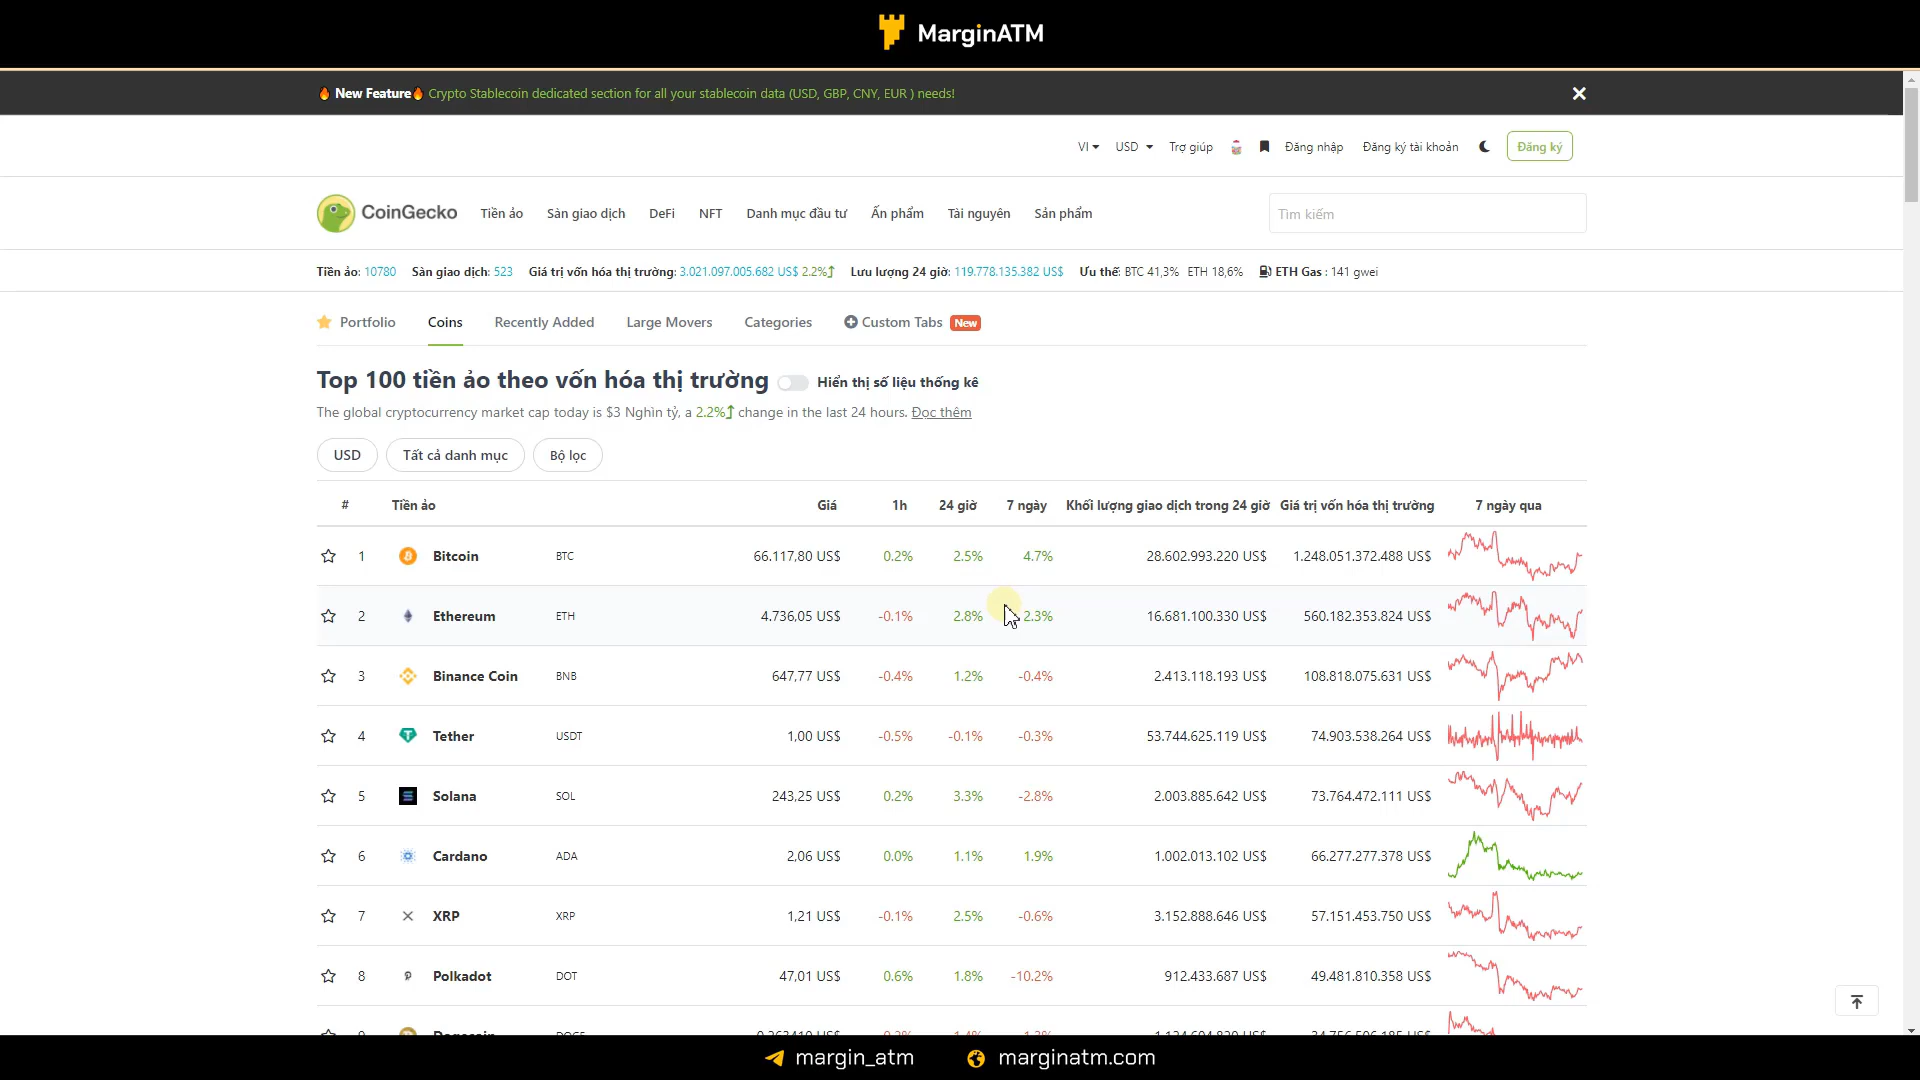 MarginATM
New Feature Crypto Stablecoin dedicated section for all your stablecoin data (USD, GBP, CNY, EUR ) needs!
VI USD Trợ giúp Đăng nhập Đăng ký tài khoản Đăng ký
CoinGecko Tiền ảo Sàn giao dịch DeFi NFT Danh mục đầu tư Ấn phẩm Tài nguyên Sản phẩm Tìm kiếm
Tiền ảo: 10780 Sàn giao dịch: 523 Giá trị vốn hóa thị trường: 3.021.097.005.682 US$ 2.2% Lưu lượng 24 giờ: 119.778.135.382 US$ Ưu thế: BTC 41,3% ETH 18,6% ETH Gas : 141 gwei
Portfolio Coins Recently Added Large Movers Categories Custom Tabs New
Top 100 tiền ảo theo vốn hóa thị trường Hiển thị số liệu thống kê
The global cryptocurrency market cap today is $3 Nghìn tỷ, a 2.2% change in the last 24 hours. Đọc thêm
USD Tất cả danh mục Bộ lọc
# Tiền ảo Giá 1h 24 giờ 7 ngày Khối lượng giao dịch trong 24 giờ Giá trị vốn hóa thị trường 7 ngày qua
1 Bitcoin BTC 66.117,80 US$ 0.2% 2.5% 4.7% 28.602.993.220 US$ 1.248.051.372.488 US$
2 Ethereum ETH 4.736,05 US$ -0.1% 2.8% 2.3% 16.681.100.330 US$ 560.182.353.824 US$
3 Binance Coin BNB 647,77 US$ -0.4% 1.2% -0.4% 2.413.118.193 US$ 108.818.075.631 US$
4 Tether USDT 1,00 US$ -0.5% -0.1% -0.3% 53.744.625.119 US$ 74.903.538.264 US$
5 Solana SOL 243,25 US$ 0.2% 3.3% -2.8% 2.003.885.642 US$ 73.764.472.111 US$
6 Cardano ADA 2,06 US$ 0.0% 1.1% 1.9% 1.002.013.102 US$ 66.277.277.378 US$
7 XRP XRP 1,21 US$ -0.1% 2.5% -0.6% 3.152.888.646 US$ 57.151.453.750 US$
8 Polkadot DOT 47,01 US$ 0.6% 1.8% -10.2% 912.433.687 US$ 49.481.810.358 US$
margin_atm marginatm.com